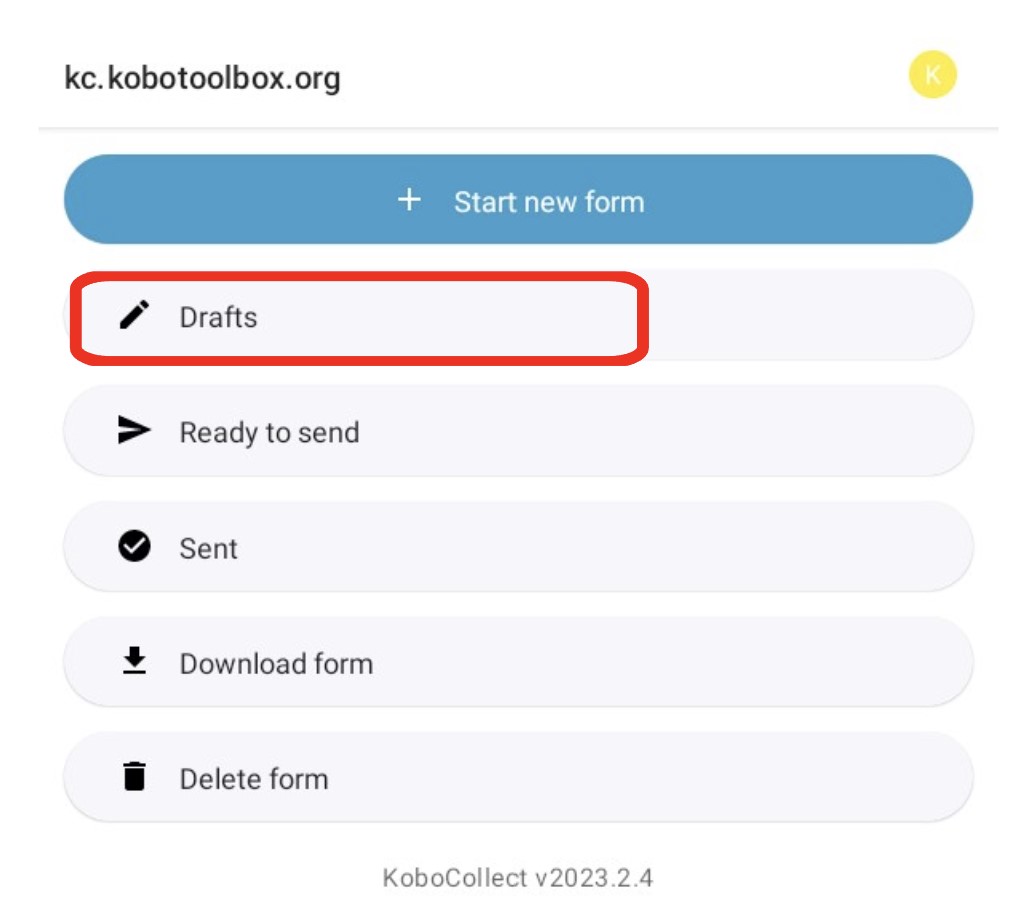 kc.kobotoolbox.org
K
+ Start new form
Drafts
Ready to send
Sent
Download form
Delete form
KoboCollect v2023.2.4